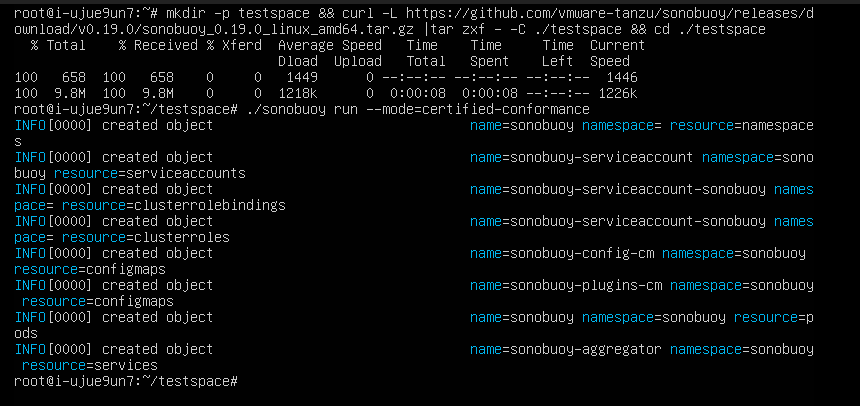 root@i-ujue9un7:~# mkdir -p testspace && curl -L https://github.com/vmware-tanzu/sonobuoy/releases/d
ownload/v0.19.0/sonobuoy_0.19.0_linux_amd64.tar.gz |tar zxf - -C ./testspace && cd ./testspace
  % Total    % Received % Xferd  Average Speed   Time    Time     Time  Current
                                 Dload  Upload   Total   Spent    Left  Speed
100   658  100   658    0     0   1449      0 --:--:-- --:--:-- --:--:--  1446
100  9.8M  100  9.8M    0     0  1218k      0  0:00:08  0:00:08 --:--:-- 1226k
root@i-ujue9un7:~/testspace# ./sonobuoy run --mode=certified-conformance
INFO[0000] created object                                name=sonobuoy namespace= resource=namespace
s
INFO[0000] created object                                name=sonobuoy-serviceaccount namespace=sono
buoy resource=serviceaccounts
INFO[0000] created object                                name=sonobuoy-serviceaccount-sonobuoy names
pace= resource=clusterrolebindings
INFO[0000] created object                                name=sonobuoy-serviceaccount-sonobuoy names
pace= resource=clusterroles
INFO[0000] created object                                name=sonobuoy-config-cm namespace=sonobuoy
resource=configmaps
INFO[0000] created object                                name=sonobuoy-plugins-cm namespace=sonobuoy
 resource=configmaps
INFO[0000] created object                                name=sonobuoy namespace=sonobuoy resource=p
ods
INFO[0000] created object                                name=sonobuoy-aggregator namespace=sonobuoy
 resource=services
root@i-ujue9un7:~/testspace#